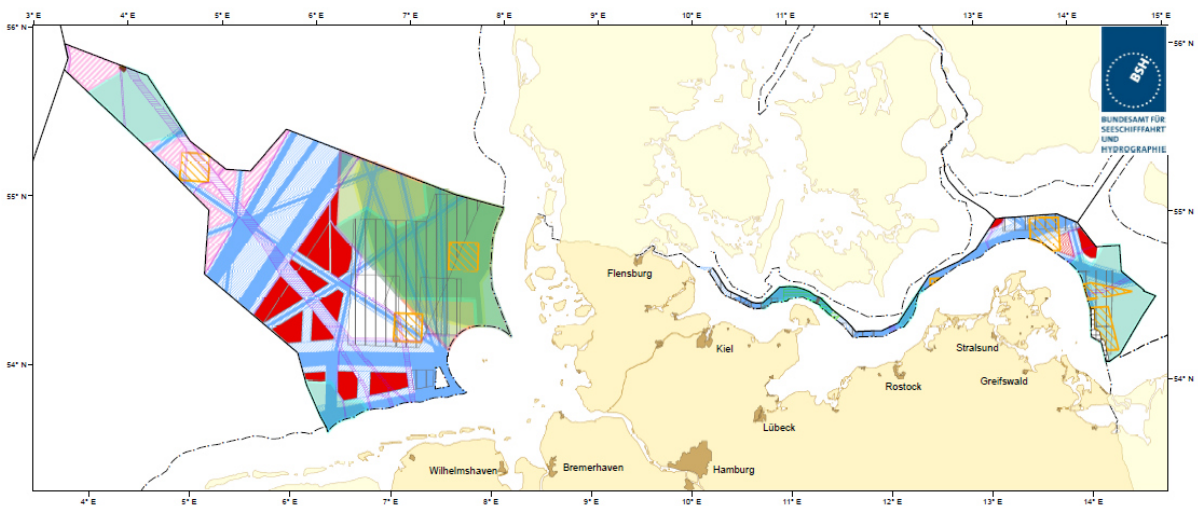 3° E 4° E 5° E 6° E 7° E 8° E 9° E 10° E 11° E 12° E 13° E 14° E 15° E
56° N
56° N
BSH
BUNDESAMT FÜR
SEESCHIFFFAHRT
UND
HYDROGRAPHIE
55° N
55° N
Flensburg
Kiel
Stralsund
54° N
Rostock
Greifswald
54° N
Lübeck
Wilhelmshaven
Bremerhaven
Hamburg
4° E 5° E 6° E 7° E 8° E 9° E 10° E 11° E 12° E 13° E 14° E